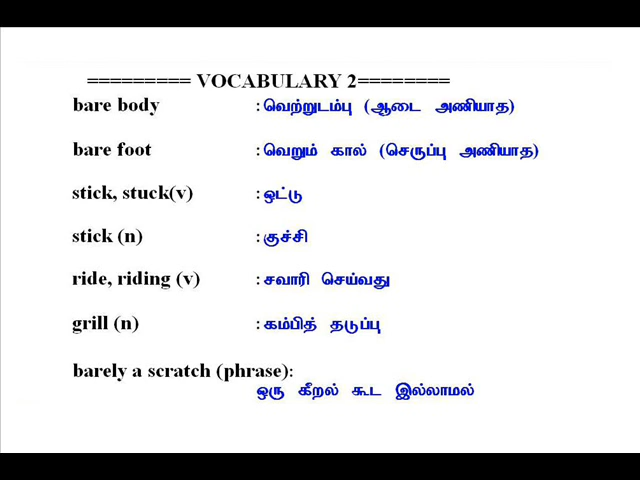 ========= VOCABULARY 2========
bare body : வெற்றுடம்பு (ஆடை அணியாத)
bare foot : வெறும் கால் (செருப்பு அணியாத)
stick, stuck(v) : ஒட்டு
stick (n) : குச்சி
ride, riding (v) : சவாரி செய்வது
grill (n) : கம்பித் தடுப்பு
barely a scratch (phrase):
ஒரு கீறல் கூட இல்லாமல்